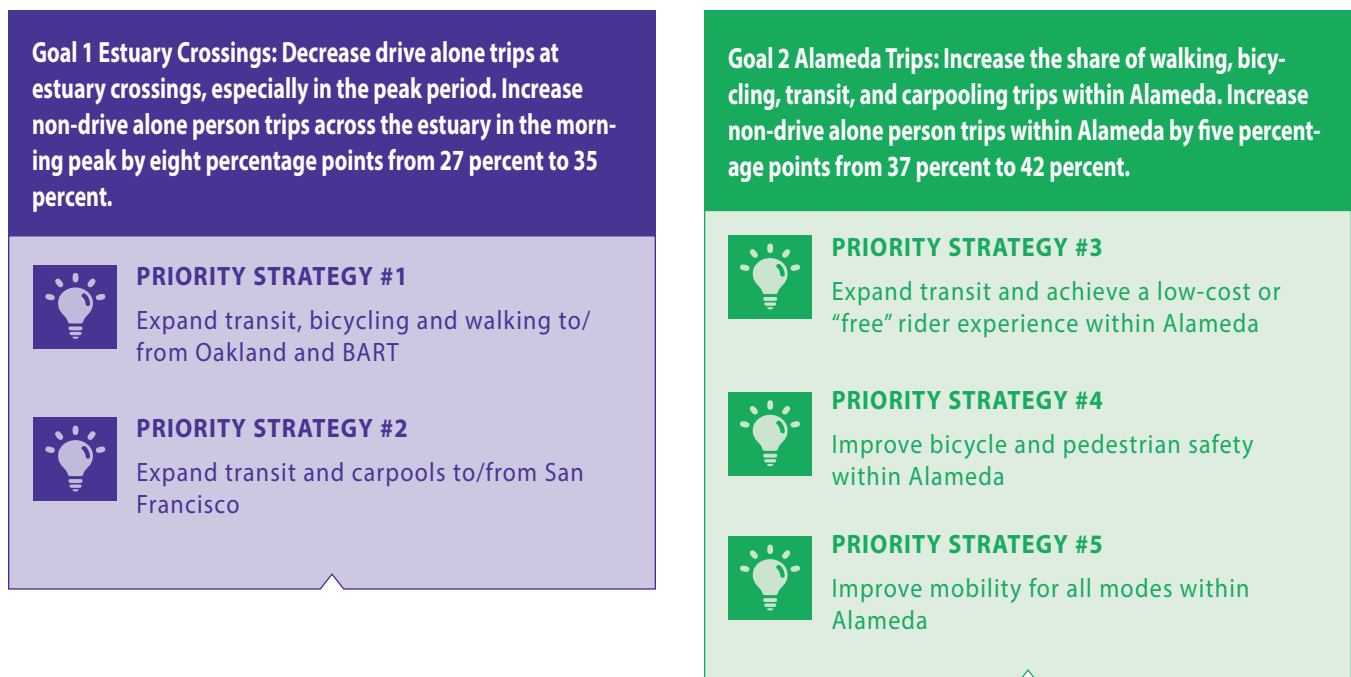 Goal 1 Estuary Crossings: Decrease drive alone trips at
estuary crossings, especially in the peak period. Increase
non-drive alone person trips across the estuary in the morn-
ing peak by eight percentage points from 27 percent to 35
percent.
PRIORITY STRATEGY #1
Expand transit, bicycling and walking to/
from Oakland and BART
PRIORITY STRATEGY #2
Expand transit and carpools to/from San
Francisco
Goal 2 Alameda Trips: Increase the share of walking, bicy-
cling, transit, and carpooling trips within Alameda. Increase
non-drive alone person trips within Alameda by five percent-
age points from 37 percent to 42 percent.
PRIORITY STRATEGY #3
Expand transit and achieve a low-cost or
“free” rider experience within Alameda
PRIORITY STRATEGY #4
Improve bicycle and pedestrian safety
within Alameda
PRIORITY STRATEGY #5
Improve mobility for all modes within
Alameda